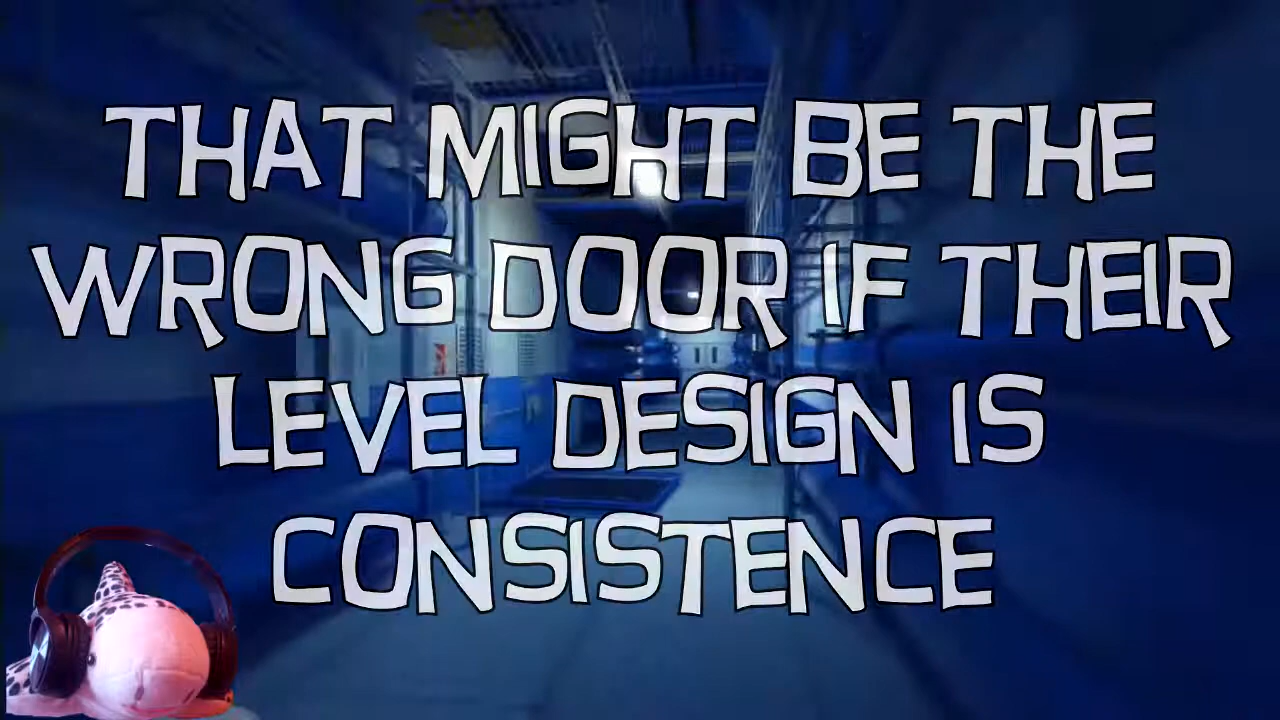 THAT MIGHT BE THE
WRONG DOOR IF THEIR
LEVEL DESIGN IS
CONSISTENCE